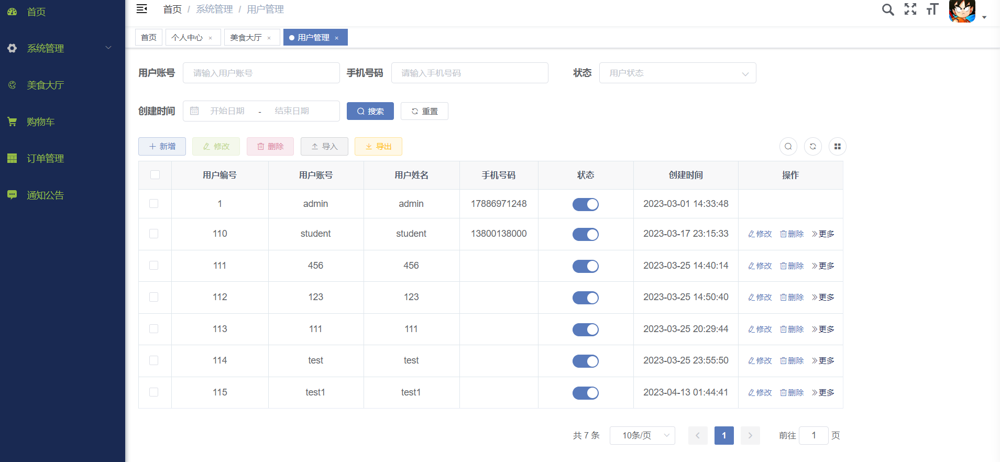 首页
系统管理
美食大厅
购物车
订单管理
通知公告
首页 / 系统管理 / 用户管理
首页 个人中心 × 美食大厅 × 用户管理 ×
用户账号 请输入用户账号 手机号码 请输入手机号码 状态 用户状态
创建时间 开始日期 - 结束日期 搜索 重置
新增 修改 删除 导入 导出
用户编号 用户账号 用户姓名 手机号码 状态 创建时间 操作
1 admin admin 17886971248 2023-03-01 14:33:48
110 student student 13800138000 2023-03-17 23:15:33 修改 删除 更多
111 456 456 2023-03-25 14:40:14 修改 删除 更多
112 123 123 2023-03-25 14:50:40 修改 删除 更多
113 111 111 2023-03-25 20:29:44 修改 删除 更多
114 test test 2023-03-25 23:55:50 修改 删除 更多
115 test1 test1 2023-04-13 01:44:41 修改 删除 更多
共 7 条 10条/页 1 前往 1 页